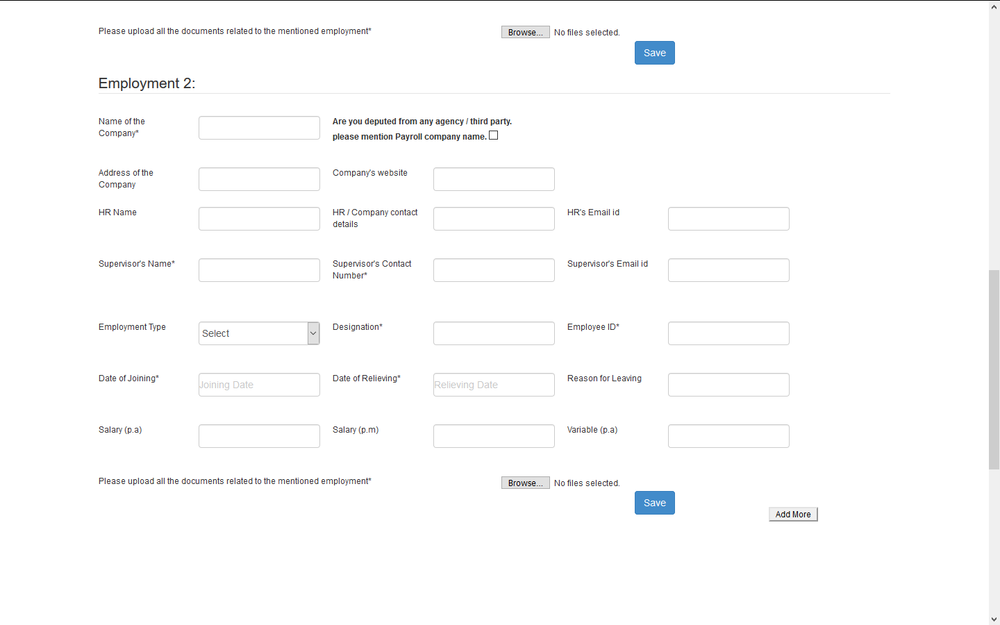 Please upload all the documents related to the mentioned employment*
Browse... No files selected.
Save
Employment 2:
Name of the
Company*
Are you deputed from any agency / third party.
please mention Payroll company name.
Address of the
Company
Company's website
HR Name
HR / Company contact
details
HR's Email id
Supervisor's Name*
Supervisor's Contact
Number*
Supervisor's Email id
Employment Type
Select
Designation*
Employee ID*
Date of Joining*
Joining Date
Date of Relieving*
Relieving Date
Reason for Leaving
Salary (p.a)
Salary (p.m)
Variable (p.a)
Please upload all the documents related to the mentioned employment*
Browse... No files selected.
Save
Add More